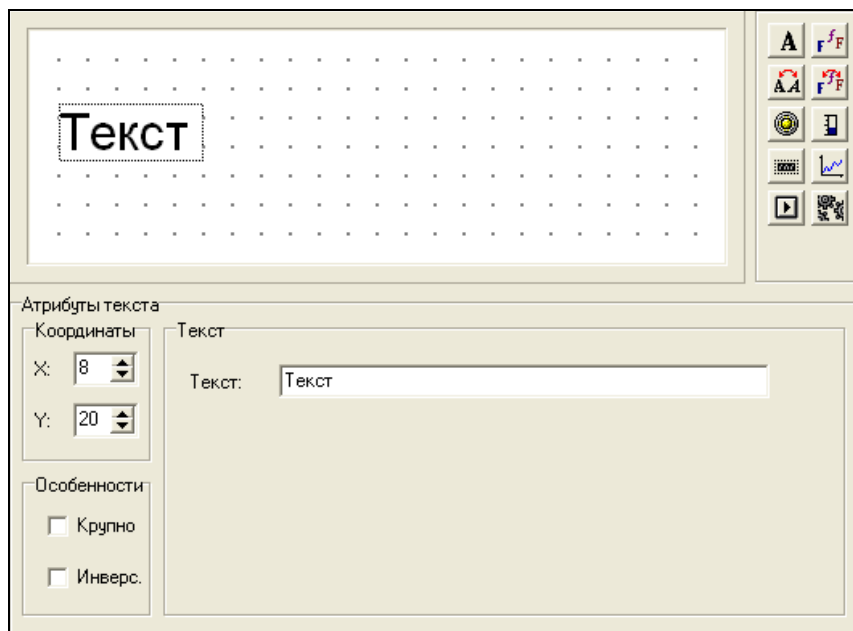 Текст
Атрибуты текста
Координаты
X: 8
Y: 20
Особенности
Крупно
Инверс.
Текст
Текст: Текст